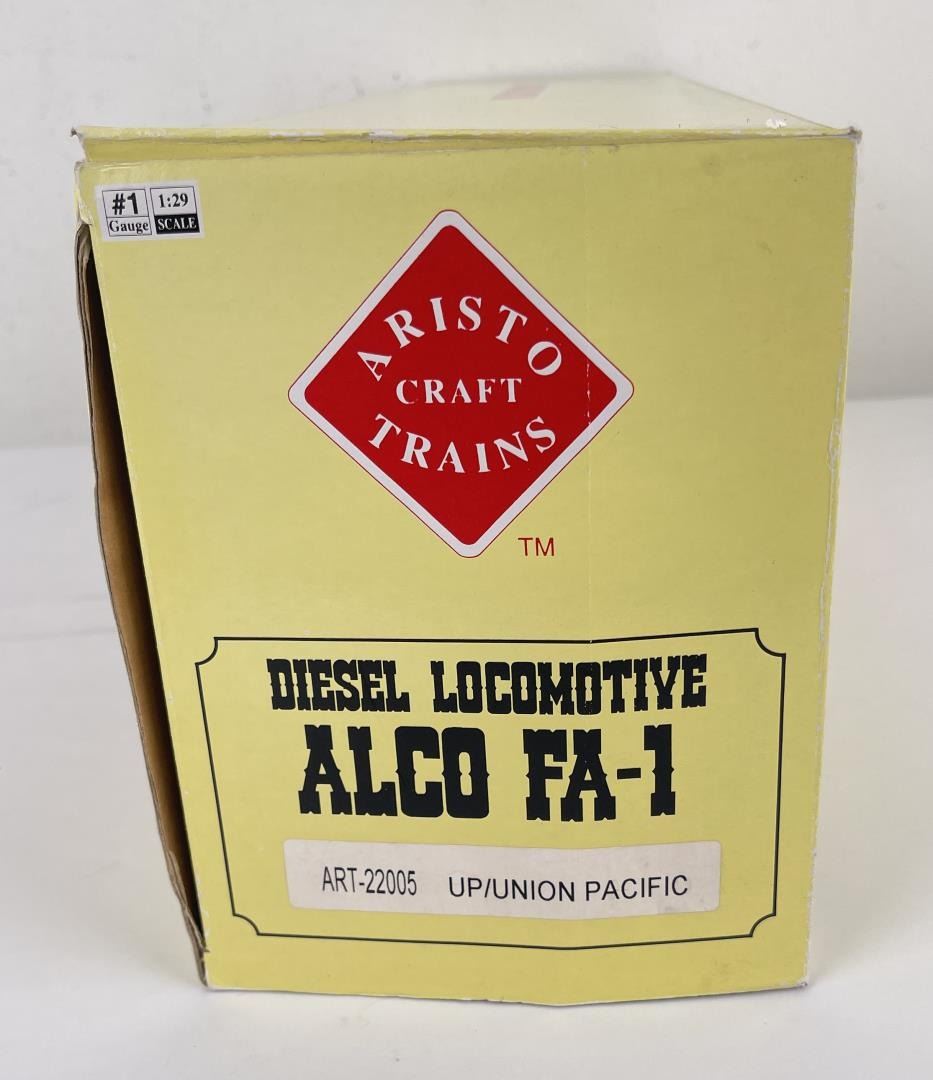 #1 1:29
Gauge SCALE
ARISTO
CRAFT
TRAINS
TM
DIESEL LOCOMOTIVE
ALCO FA-1
ART-22005 UP/UNION PACIFIC